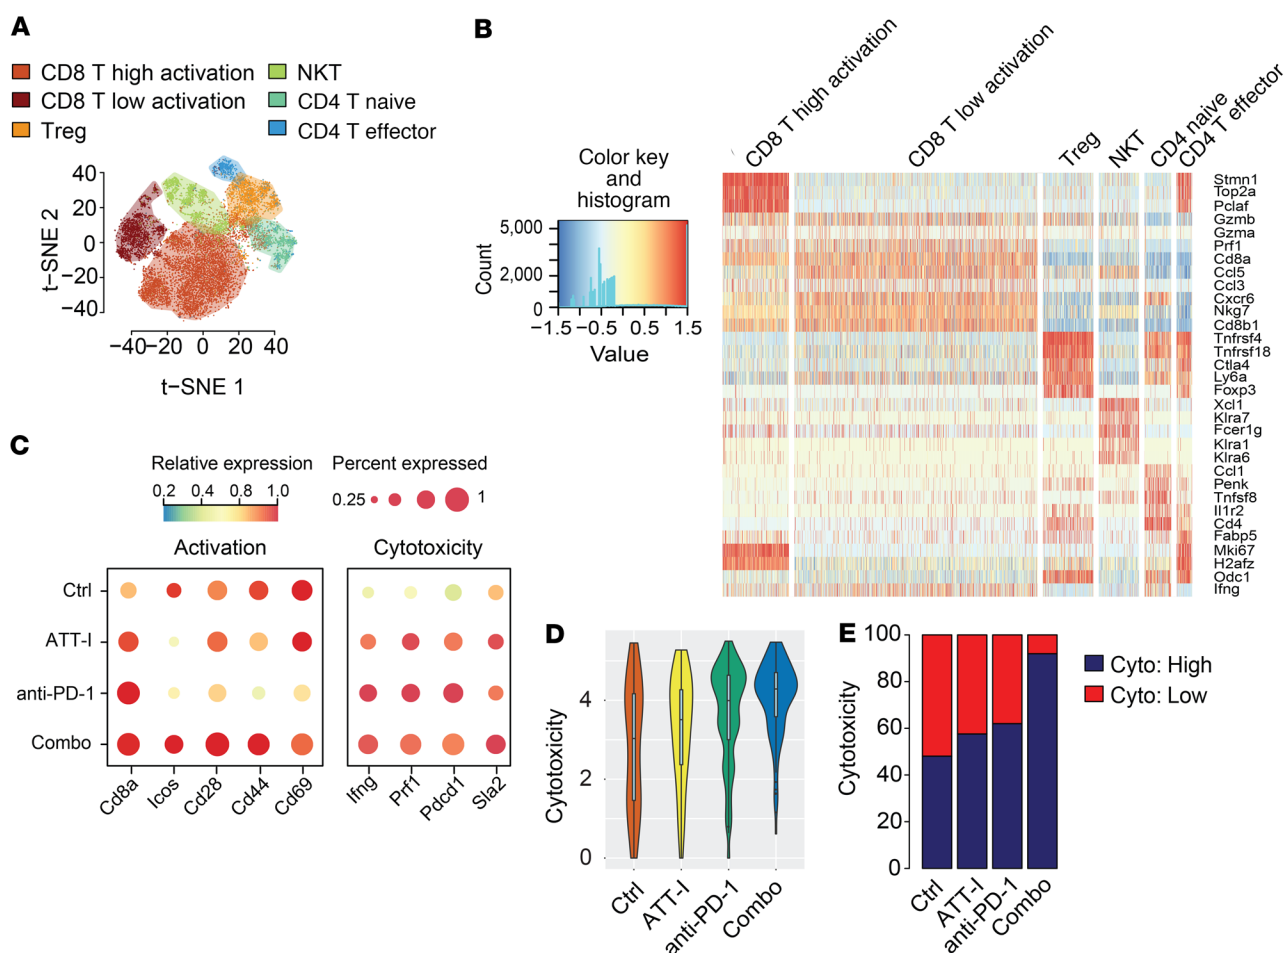 A
CD8 T high activation
CD8 T low activation
Treg
NKT
CD4 T naive
CD4 T effector
t-SNE 2
40
20
0
−20
−40
−40 −20 0 20 40
t−SNE 1
B
Color key
and
histogram
Count
5,000
2,000
0
−1.5 −0.5 0.5 1.5
Value
CD8 T high activation
CD8 T low activation
Treg
NKT
CD4 naive
CD4 T effector
Stmn1
Top2a
Pclaf
Gzmb
Gzma
Prf1
Cd8a
Ccl5
Ccl3
Cxcr6
Nkg7
Cd8b1
Tnfrsf4
Tnfrsf18
Ctla4
Ly6a
Foxp3
Xcl1
Klra7
Fcer1g
Klra1
Klra6
Ccl1
Penk
Tnfsf8
Il1r2
Cd4
Fabp5
Mki67
H2afz
Odc1
Ifng
C
Relative expression
0.2 0.4 0.8 1.0
Percent expressed
0.25 1
Activation
Cytotoxicity
Ctrl
ATT-I
anti-PD-1
Combo
Cd8a
Icos
Cd28
Cd44
Cd69
Ifng
Prf1
Pdcd1
Sla2
D
Cytotoxicity
4
2
0
Ctrl
ATT-I
anti-PD-1
Combo
E
Cytotoxicity
100
80
60
40
20
0
Ctrl
ATT-I
anti-PD-1
Combo
Cyto: High
Cyto: Low